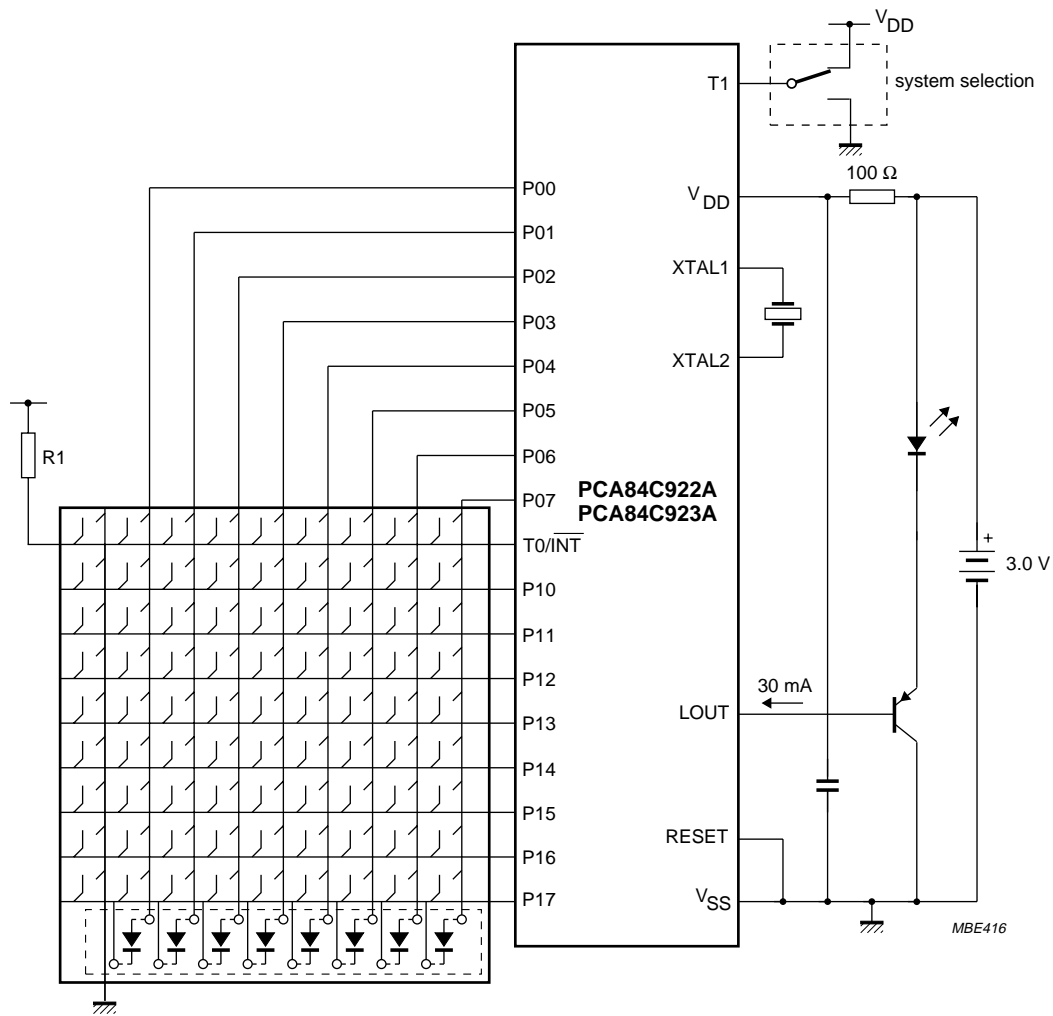 VDD
T1
system selection
100 Ω
P00
VDD
P01
XTAL1
P02
P03
XTAL2
P04
P05
R1
P06
PCA84C922A
PCA84C923A
P07
T0/INT
+
3.0 V
P10
P11
P12
30 mA
LOUT
P13
P14
P15
RESET
P16
VSS
P17
MBE416